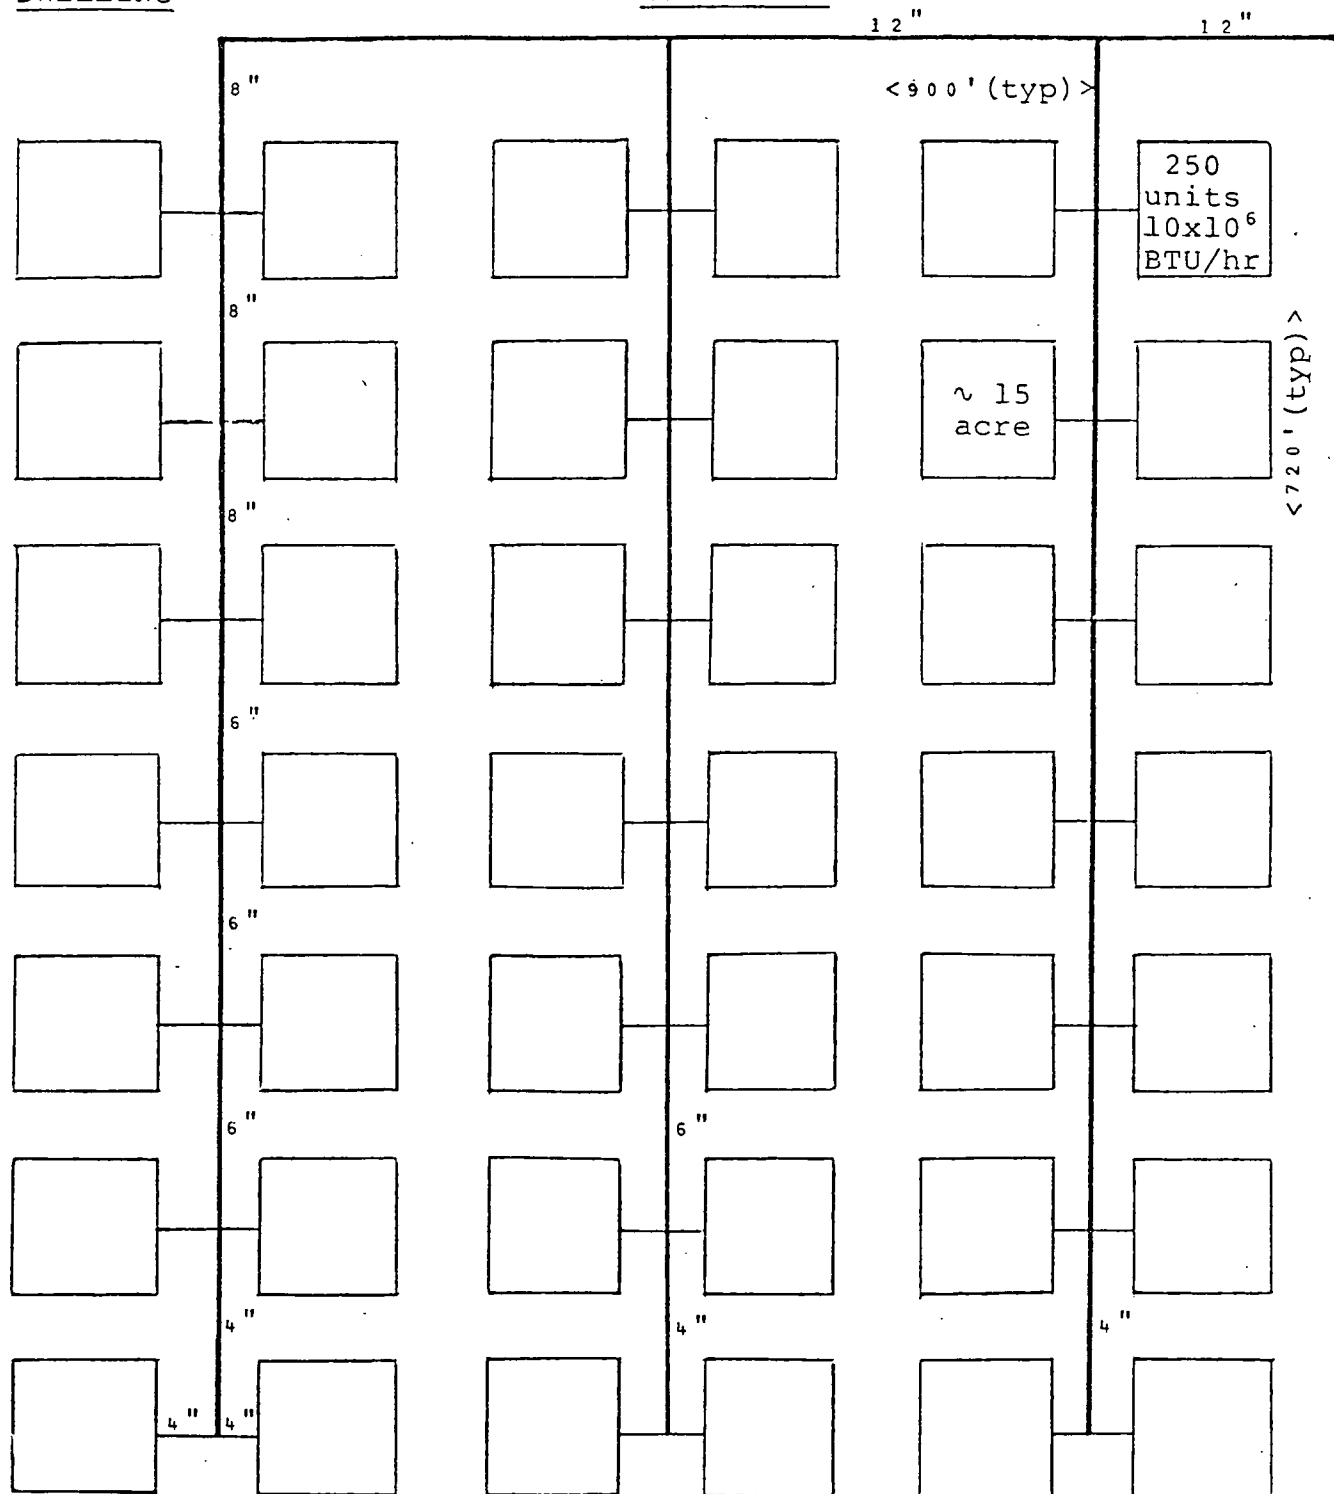 12" 12"
8"
<900'(typ)>
250
units
10x10⁶
BTU/hr
8"
<720'(typ)>
~ 15
acre
8"
6"
6"
6" 6"
4" 4" 4"
4" 4"